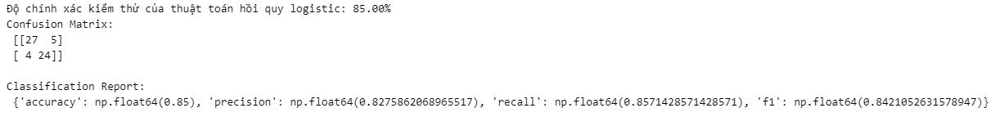 Độ chính xác kiểm thử của thuật toán hồi quy logistic: 85.00%
Confusion Matrix:
[[27  5]
[ 4 24]]
Classification Report:
{'accuracy': np.float64(0.85), 'precision': np.float64(0.8275862068965517), 'recall': np.float64(0.8571428571428571), 'f1': np.float64(0.8421052631578947)}